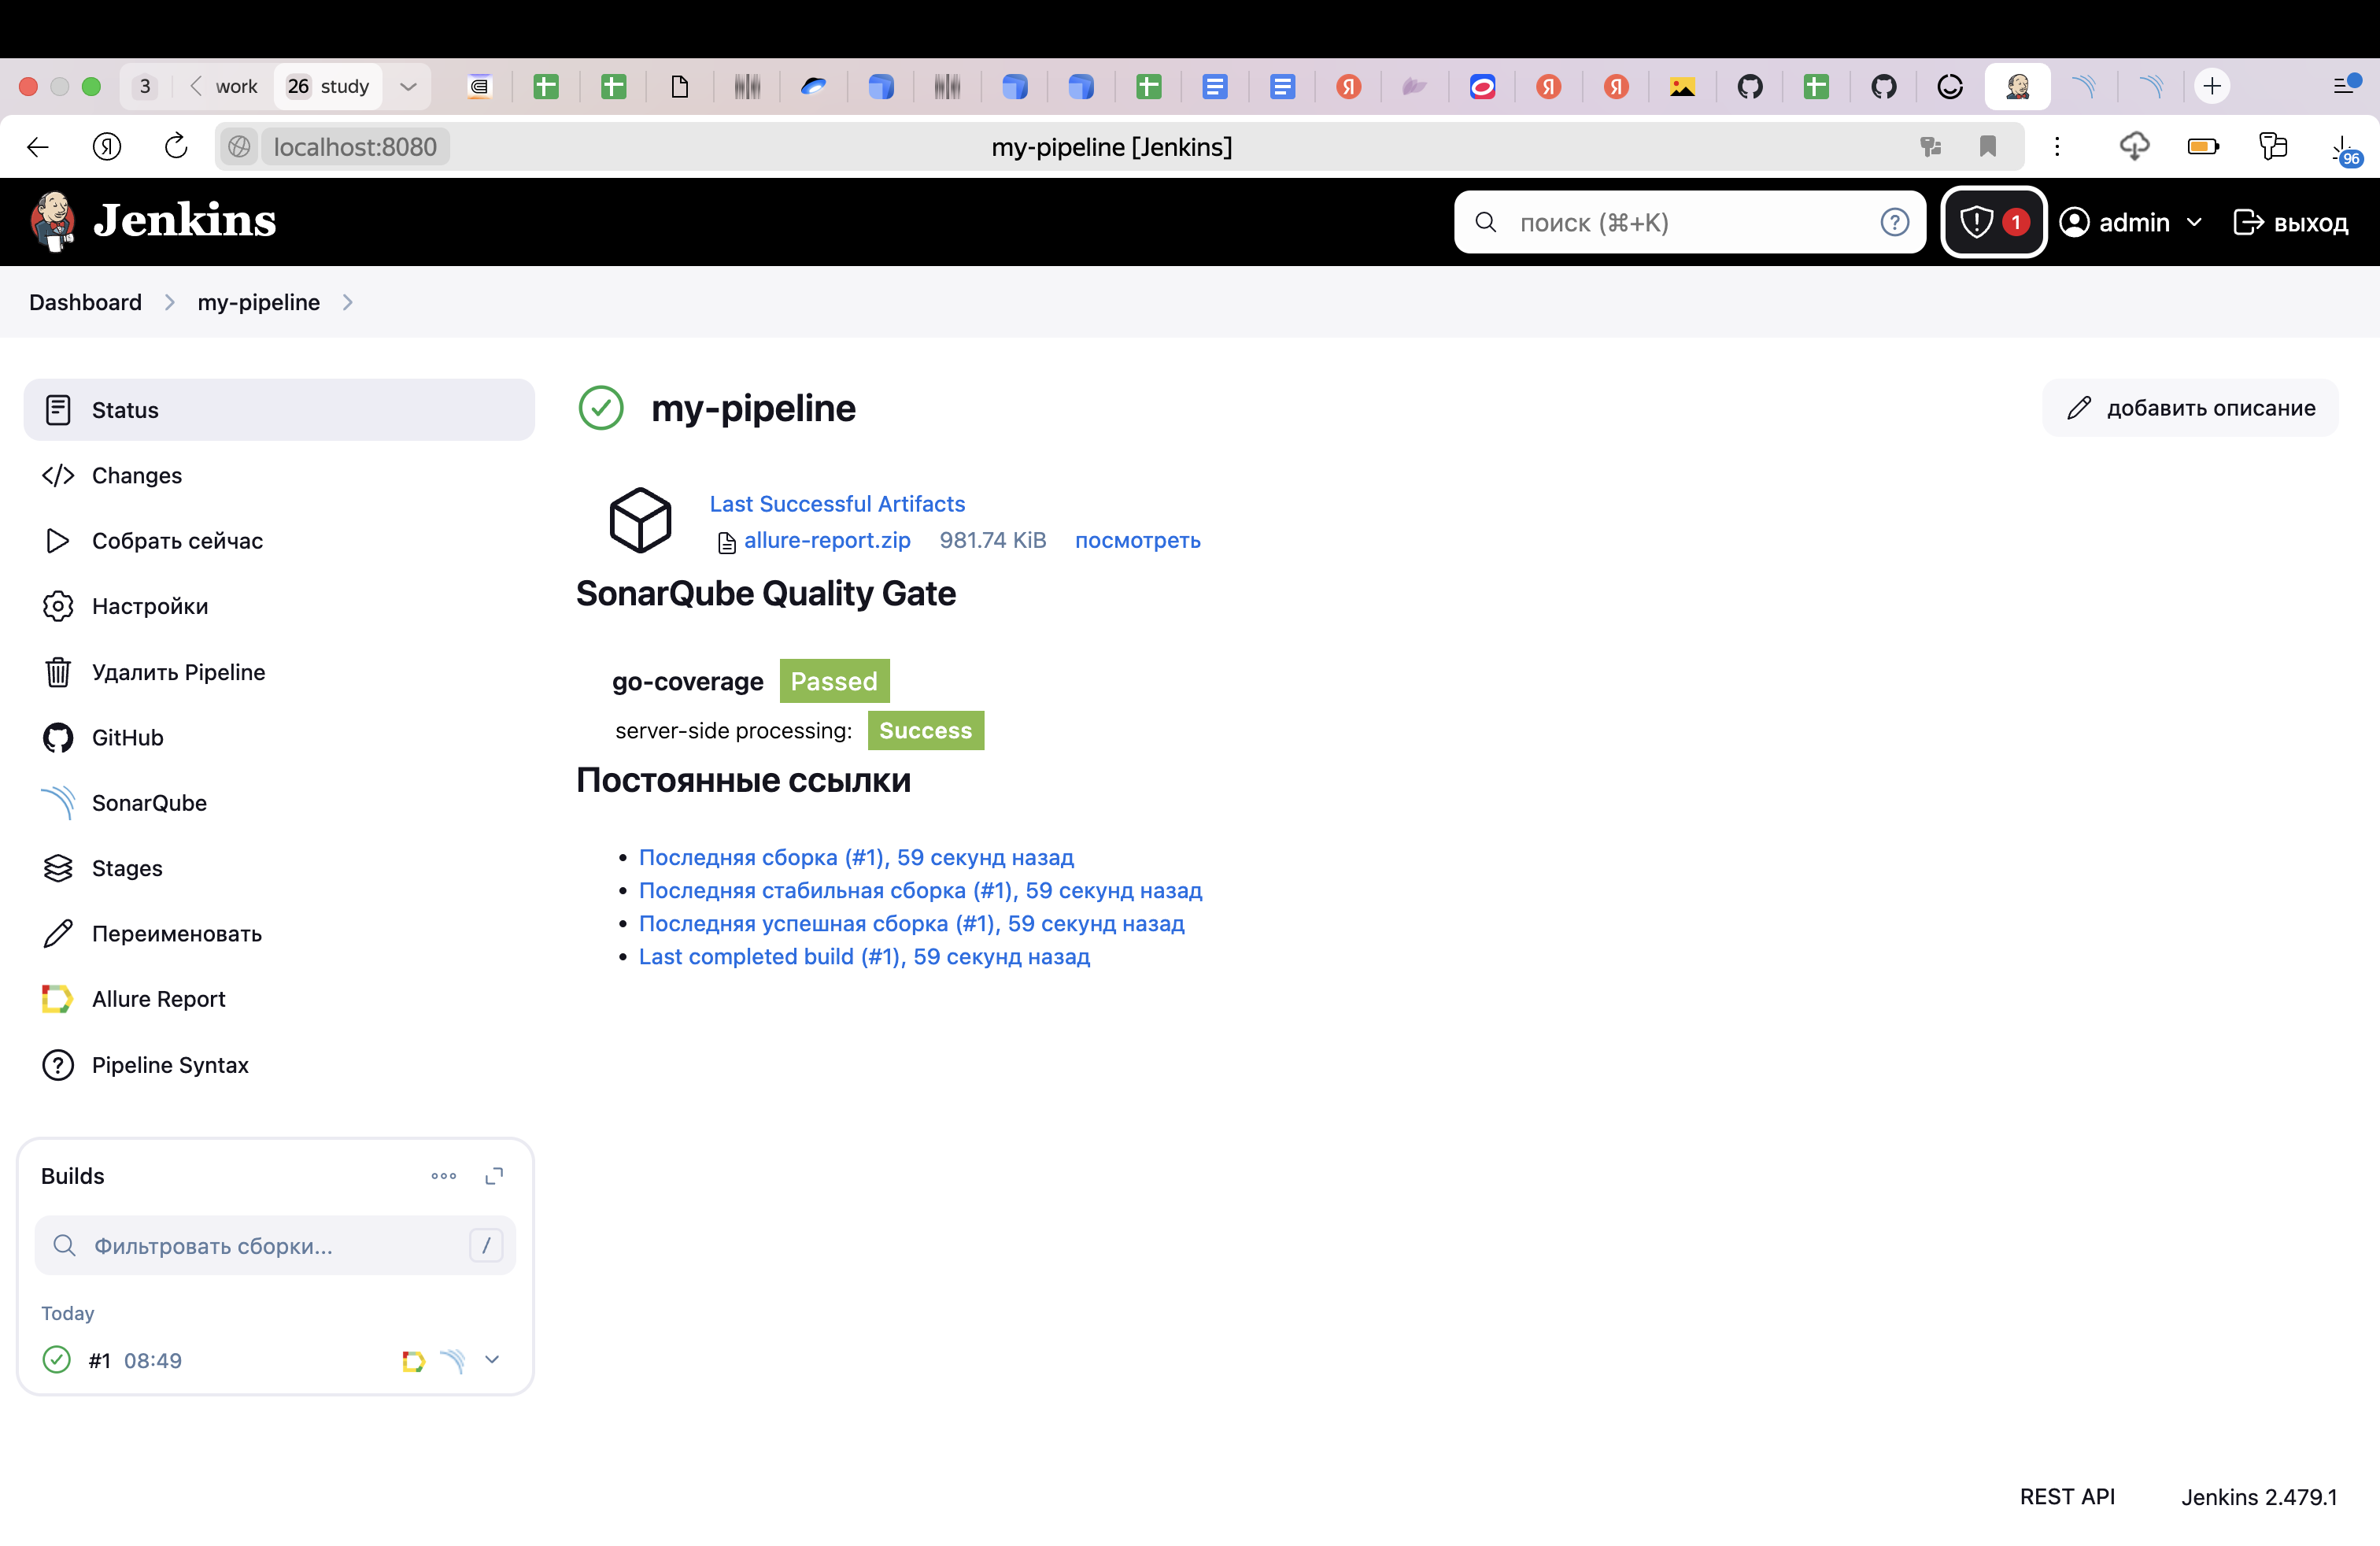 3
work
26 study
localhost:8080
my-pipeline [Jenkins]
96
Jenkins
поиск (⌘+K)
1
admin
выход
Dashboard
my-pipeline
Status
Changes
Собрать сейчас
Настройки
Удалить Pipeline
GitHub
SonarQube
Stages
Переименовать
Allure Report
Pipeline Syntax
my-pipeline
добавить описание
Last Successful Artifacts
allure-report.zip 981.74 KiB посмотреть
SonarQube Quality Gate
go-coverage Passed
server-side processing: Success
Постоянные ссылки
Последняя сборка (#1), 59 секунд назад
Последняя стабильная сборка (#1), 59 секунд назад
Последняя успешная сборка (#1), 59 секунд назад
Last completed build (#1), 59 секунд назад
Builds
Фильтровать сборки... /
Today
#1 08:49
REST API
Jenkins 2.479.1